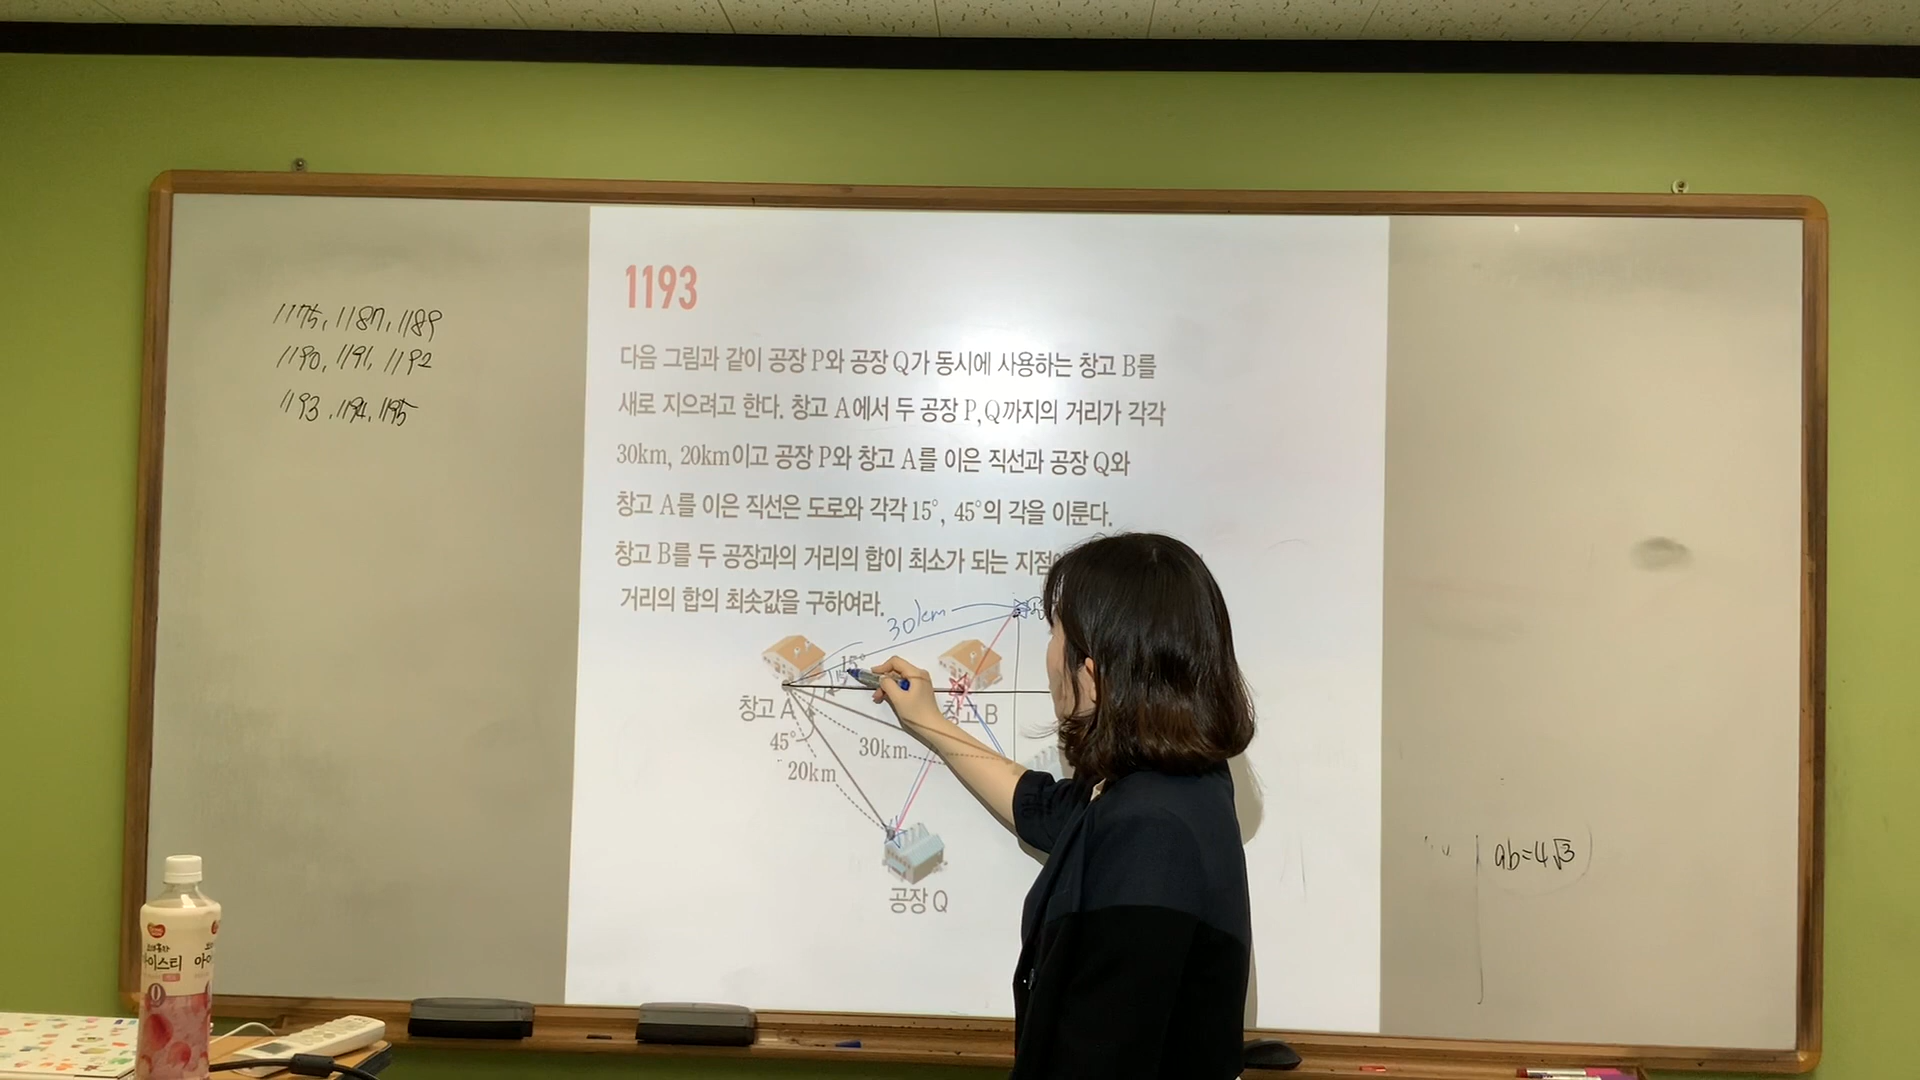 1175, 1187, 1189
1190, 1191, 1192
1193, 1194, 1195
1193
다음 그림과 같이 공장 P와 공장 Q가 동시에 사용하는 창고 B를
새로 지으려고 한다. 창고 A에서 두 공장 P, Q까지의 거리가 각각
30km, 20km이고 공장 P와 창고 A를 이은 직선과 공장 Q와
창고 A를 이은 직선은 도로와 각각 15°, 45°의 각을 이룬다.
창고 B를 두 공장과의 거리의 합이 최소가 되는 지점
거리의 합의 최솟값을 구하여라.
30km
15°
15
창고 A
창고 B
45°
30km
20km
공장 Q
ab=4√3
아이스티
0